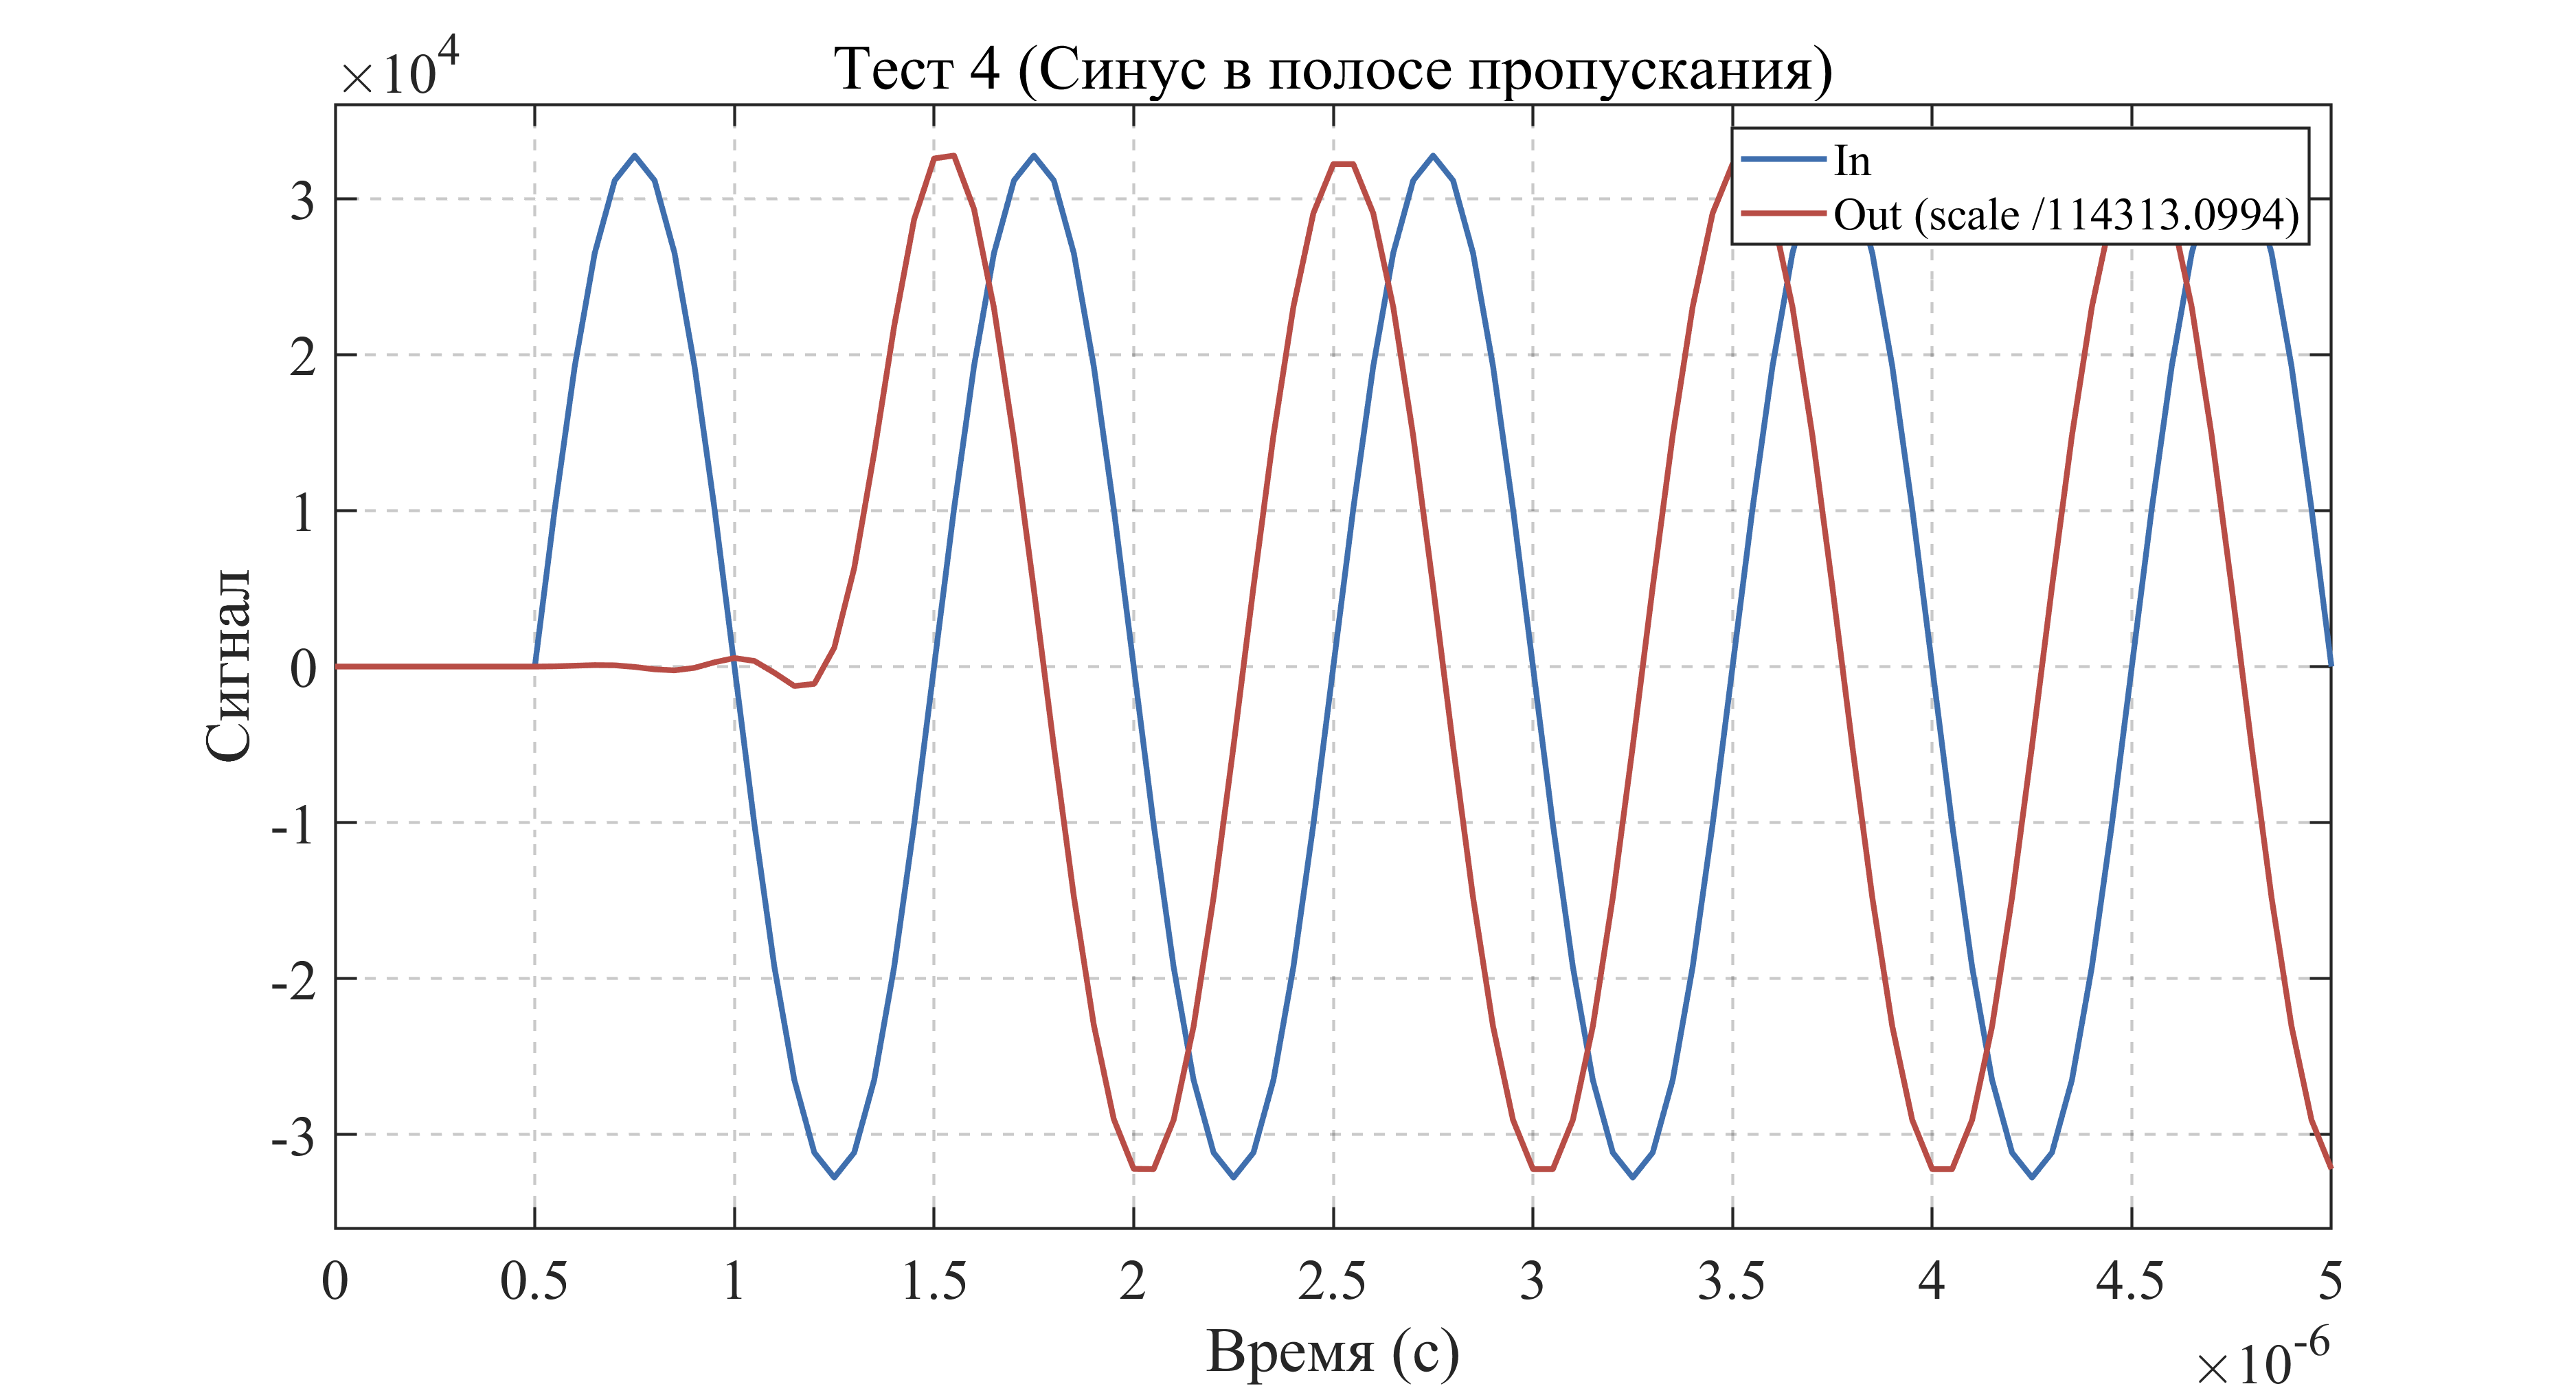 ×10^4
Тест 4 (Синус в полосе пропускания)
In
Out (scale /114313.0994)
3
2
1
0
-1
-2
-3
Сигнал
0 0.5 1 1.5 2 2.5 3 3.5 4 4.5 5
Время (с)
×10^-6